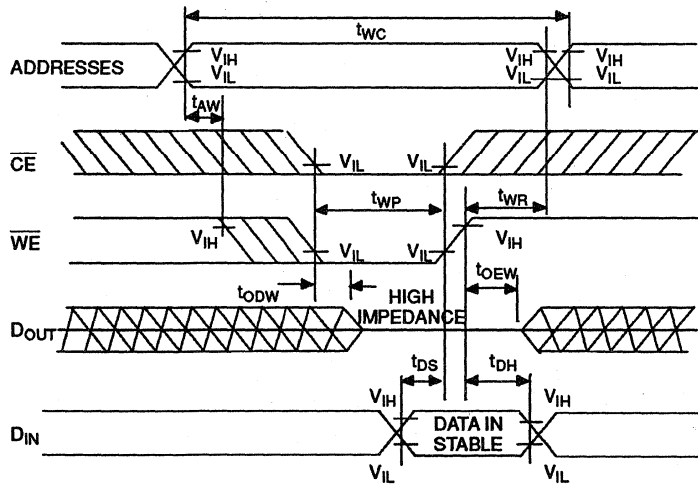 tWC
ADDRESSES
VIH VIH VIH
VIL VIL VIL
tAW
CE
VIL VIL
tWP
tWR
WE
VIH VIL VIL VIH
tODW
tOEW
HIGH
IMPEDANCE
DOUT
tDS tDH
VIH VIH
DIN
DATA IN
STABLE
VIL VIL